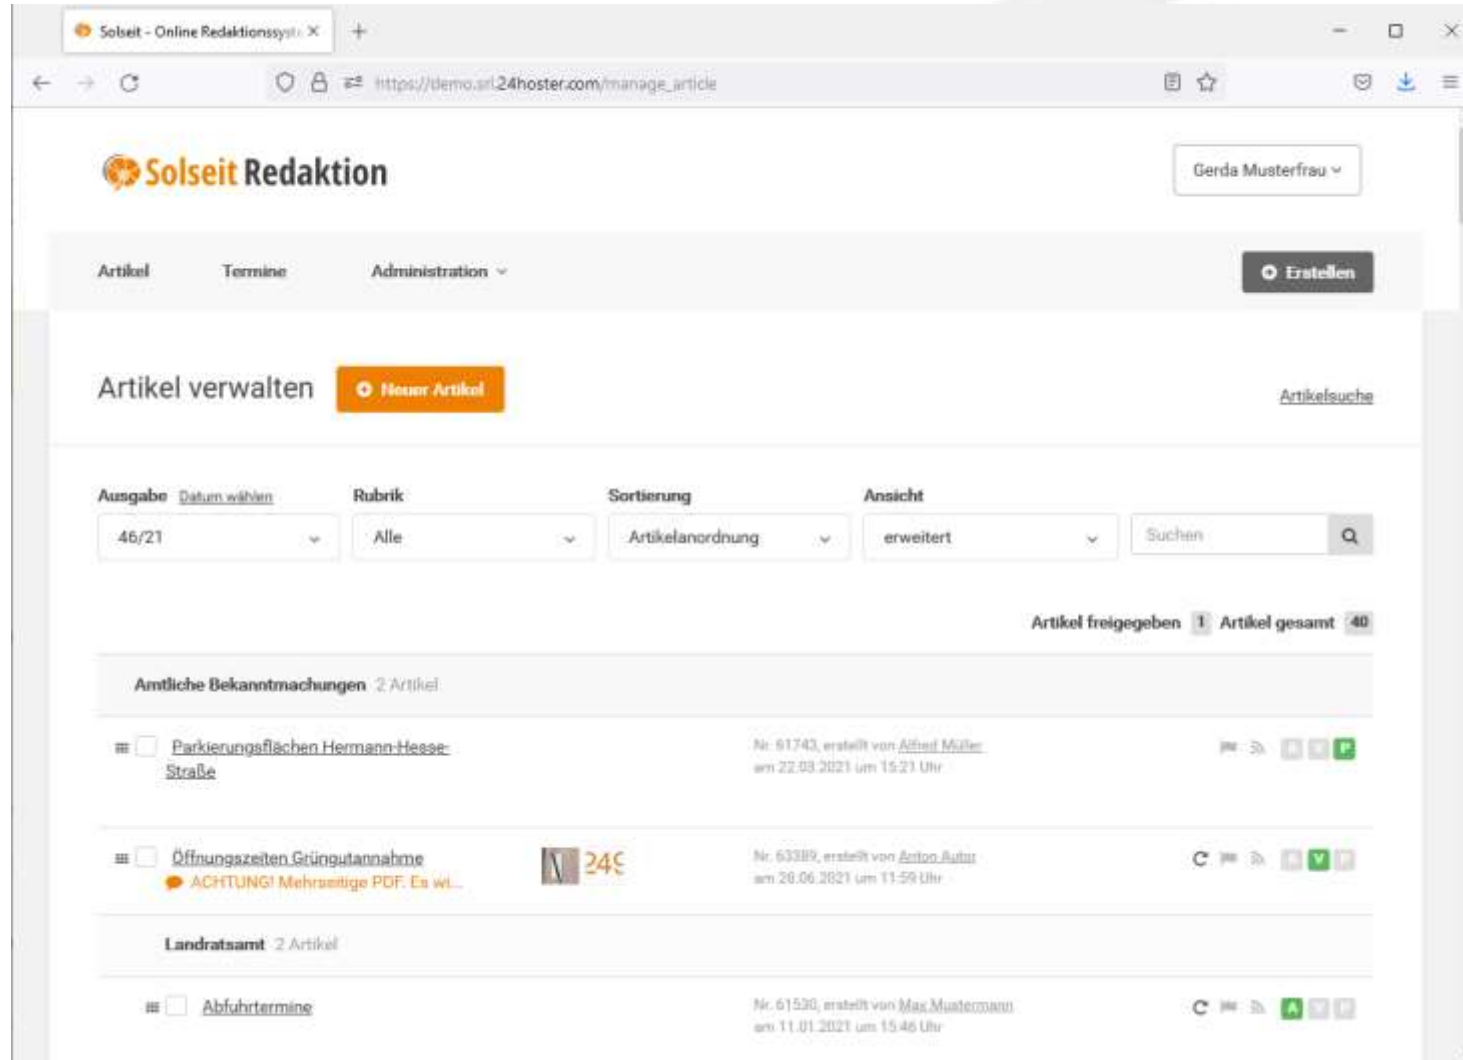 Solseit - Online Redaktionssyste
https://demo.srl.24hoster.com/manage_article
Solseit Redaktion
Gerda Musterfrau
Artikel Termine Administration
Erstellen
Artikel verwalten
Neuer Artikel
Artikelsuche
Ausgabe Datum wählen Rubrik Sortierung Ansicht
46/21 Alle Artikelanordnung erweitert Suchen
Artikel freigegeben 1 Artikel gesamt 40
Amtliche Bekanntmachungen 2 Artikel
Parkierungsflächen Hermann-Hesse-
Straße
Nr. 61743, erstellt von Alfred Müller
am 22.03.2021 um 15:21 Uhr
A V P
Öffnungszeiten Grüngutannahme
ACHTUNG! Mehrseitige PDF. Es wi...
24
Nr. 63389, erstellt von Anton Autor
am 28.06.2021 um 11:59 Uhr
A V P
Landratsamt 2 Artikel
Abfuhrtermine
Nr. 61530, erstellt von Max Mustermann
am 11.01.2021 um 15:46 Uhr
A V P